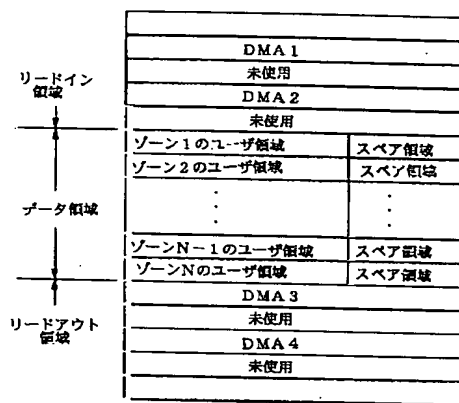 DMA1
未使用
DMA2
未使用
リードイン
領域
ゾーン1のユーザ領域 スペア領域
ゾーン2のユーザ領域 スペア領域
データ領域
ゾーンN-1のユーザ領域 スペア領域
ゾーンNのユーザ領域 スペア領域
リードアウト
領域
DMA3
未使用
DMA4
未使用